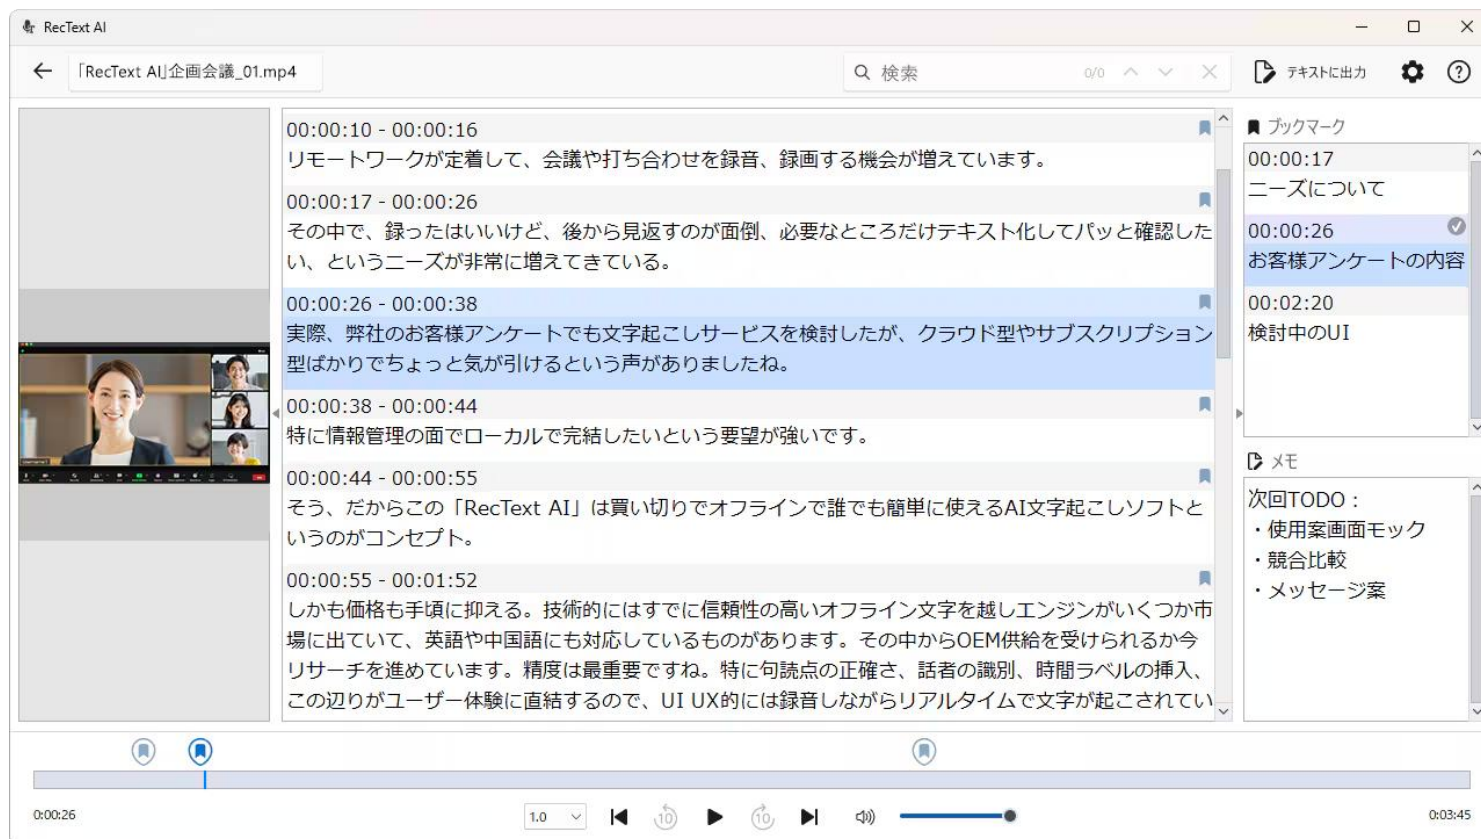 RecText AI
「RecText AI」企画会議_01.mp4
検索
0/0
テキストに出力
00:00:10 - 00:00:16
リモートワークが定着して、会議や打ち合わせを録音、録画する機会が増えています。
00:00:17 - 00:00:26
その中で、録ったはいいけど、後から見返すのが面倒、必要なところだけテキスト化してパッと確認した
い、というニーズが非常に増えてきている。
00:00:26 - 00:00:38
実際、弊社のお客様アンケートでも文字起こしサービスを検討したが、クラウド型やサブスクリプション
型ばかりでちょっと気が引けるという声がありましたね。
00:00:38 - 00:00:44
特に情報管理の面でローカルで完結したいという要望が強いです。
00:00:44 - 00:00:55
そう、だからこの「RecText AI」は買い切りでオフラインで誰でも簡単に使えるAI文字起こしソフトと
いうのがコンセプト。
00:00:55 - 00:01:52
しかも価格も手頃に抑える。技術的にはすでに信頼性の高いオフライン文字を越しエンジンがいくつか市
場に出ていて、英語や中国語にも対応しているものがあります。その中からOEM供給を受けられるか今
リサーチを進めています。精度は最重要ですね。特に句読点の正確さ、話者の識別、時間ラベルの挿入、
この辺りがユーザー体験に直結するので、UI UX的には録音しながらリアルタイムで文字が起こされてい
ブックマーク
00:00:17
ニーズについて
00:00:26
お客様アンケートの内容
00:02:20
検討中のUI
メモ
次回TODO：
・使用案画面モック
・競合比較
・メッセージ案
0:00:26
1.0
10
10
0:03:45